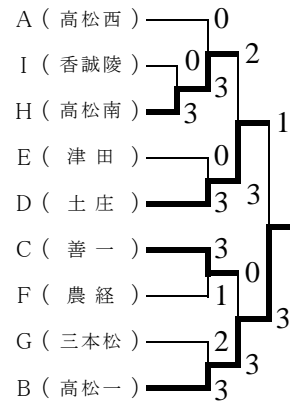 A ( 高松西 ) 0
I ( 香誠陵 ) 0 2
H ( 高松南 ) 3 3
E ( 津田 ) 0 1
D ( 土庄 ) 3 3
C ( 善一 ) 3
F ( 農経 ) 1 0
G ( 三本松 ) 2 3
B ( 高松一 ) 3 3